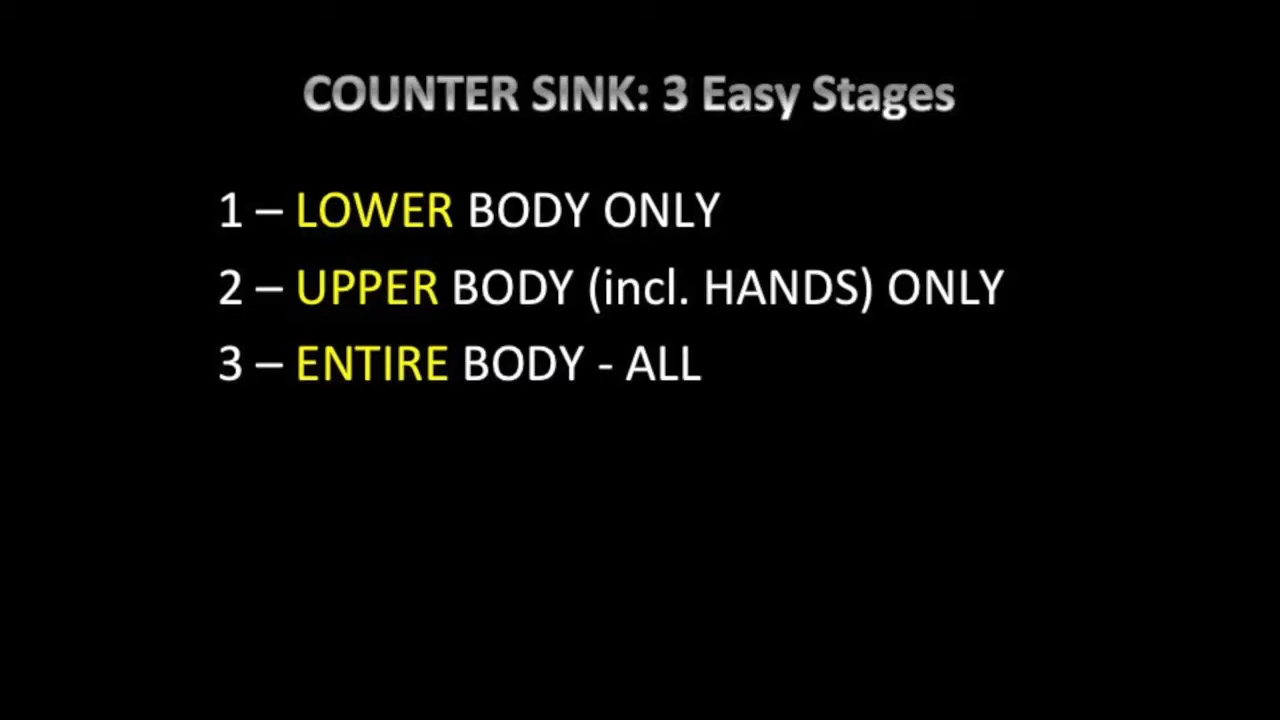 COUNTER SINK: 3 Easy Stages
1 – LOWER BODY ONLY
2 – UPPER BODY (incl. HANDS) ONLY
3 – ENTIRE BODY - ALL